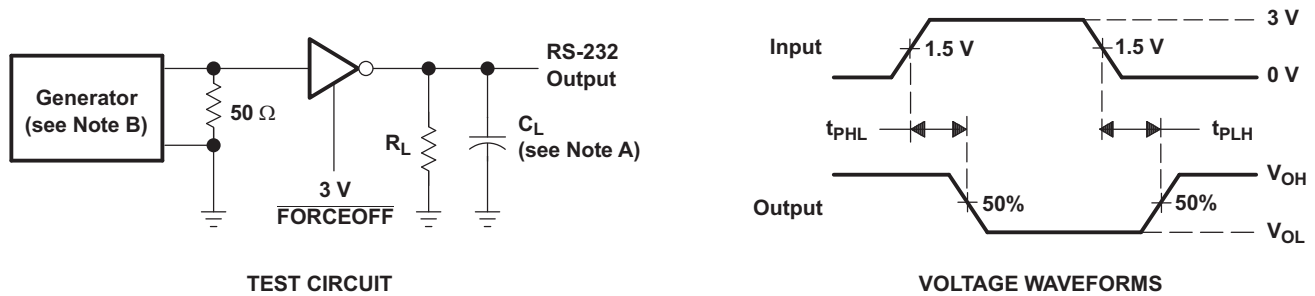 Generator
(see Note B)
50 Ω
3 V
FORCEOFF
RS-232
Output
R_L
C_L
(see Note A)
TEST CIRCUIT
Input
1.5 V
1.5 V
3 V
0 V
t_PHL
t_PLH
Output
50%
50%
V_OH
V_OL
VOLTAGE WAVEFORMS